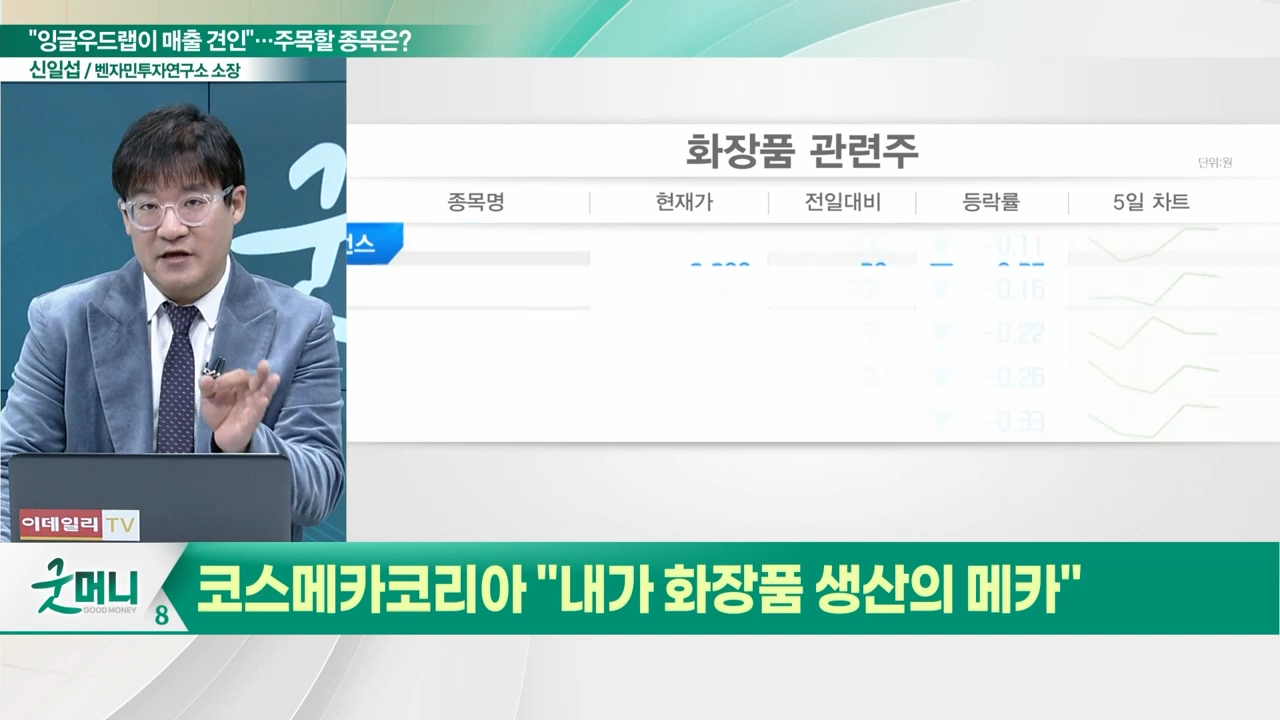 "잉글우드랩이 매출 견인"…주목할 종목은?
신일섭 / 벤자민투자연구소 소장
화장품 관련주
단위:원
종목명 현재가 전일대비 등락률 5일 차트
-0.11
-0.16
-0.22
-0.26
-0.33
이데일리 TV
굿머니
GOOD MONEY
8
코스메카코리아 "내가 화장품 생산의 메카"